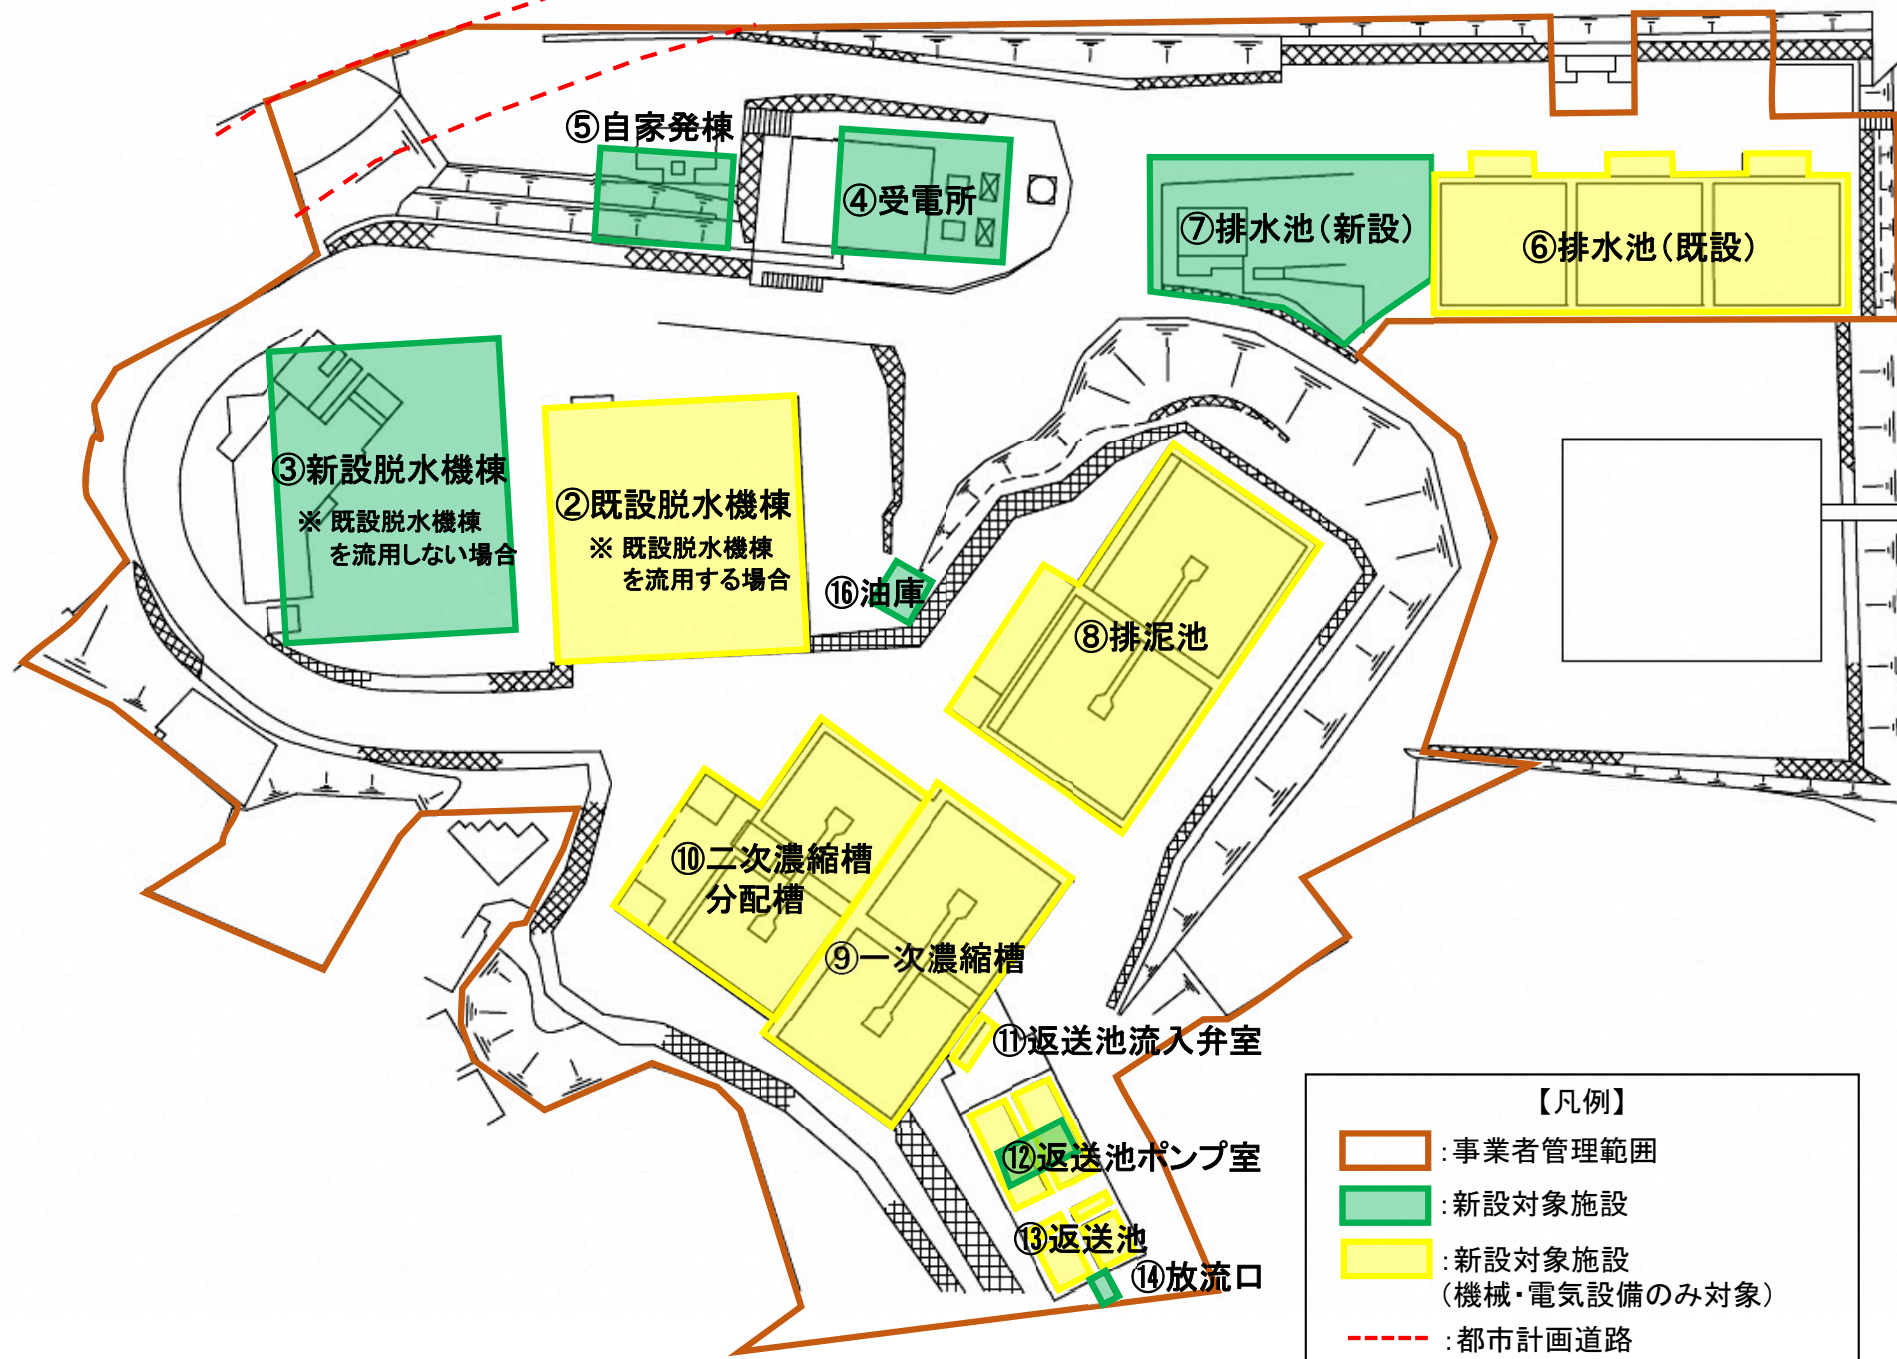 ⑤自家発棟
④受電所
⑦排水池(新設)
⑥排水池(既設)
③新設脱水機棟
※ 既設脱水機棟
を流用しない場合
②既設脱水機棟
※ 既設脱水機棟
を流用する場合
⑯油庫
⑧排泥池
⑩二次濃縮槽
分配槽
⑨一次濃縮槽
⑪返送池流入弁室
⑫返送池ポンプ室
⑬返送池
⑭放流口
【凡例】
:事業者管理範囲
:新設対象施設
:新設対象施設
(機械・電気設備のみ対象)
:都市計画道路